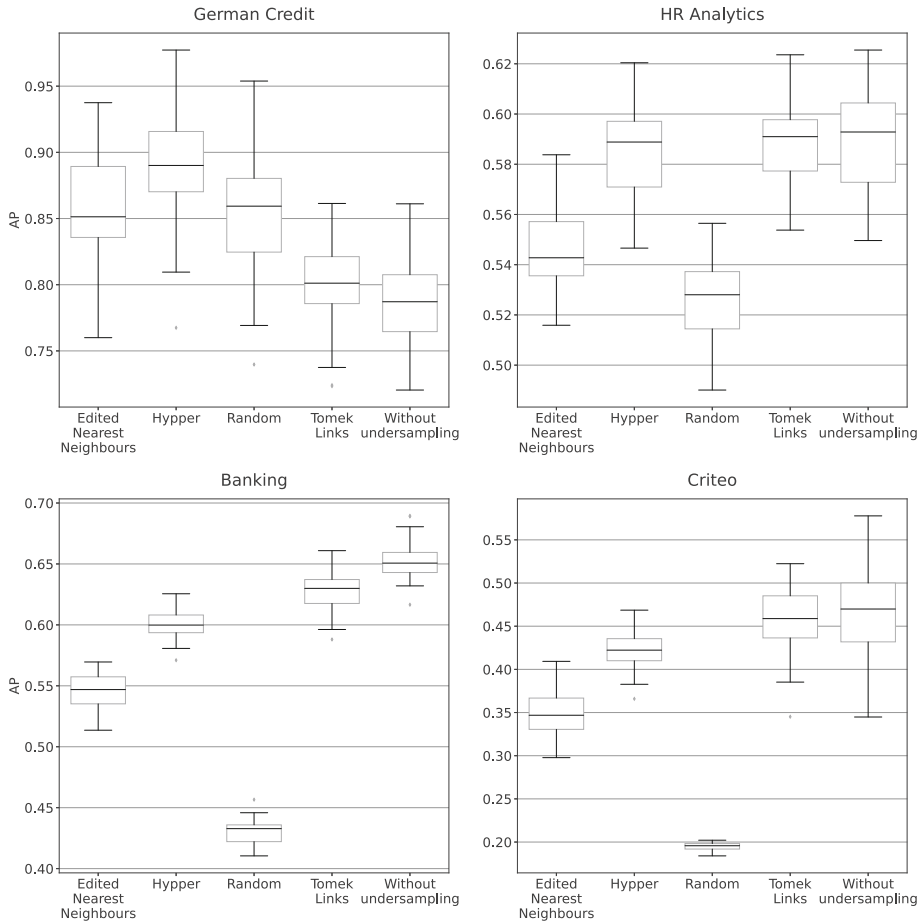 German Credit
HR Analytics
AP
0.95
0.90
0.85
0.80
0.75
Edited
Nearest
Neighbours
Hypper
Random
Tomek
Links
Without
undersampling
0.62
0.60
0.58
0.56
0.54
0.52
0.50
Edited
Nearest
Neighbours
Hypper
Random
Tomek
Links
Without
undersampling
Banking
Criteo
AP
0.70
0.65
0.60
0.55
0.50
0.45
0.40
Edited
Nearest
Neighbours
Hypper
Random
Tomek
Links
Without
undersampling
0.55
0.50
0.45
0.40
0.35
0.30
0.25
0.20
Edited
Nearest
Neighbours
Hypper
Random
Tomek
Links
Without
undersampling